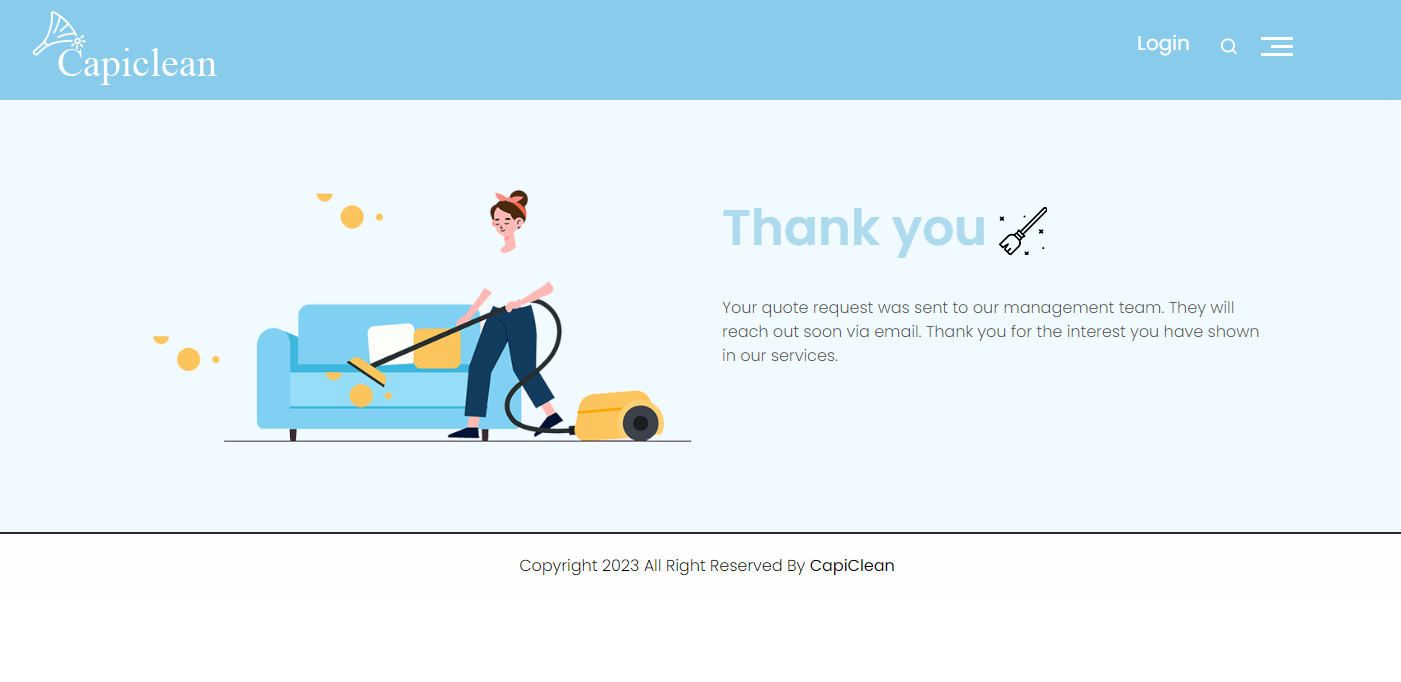 Capiclean
Login
Thank you
Your quote request was sent to our management team. They will
reach out soon via email. Thank you for the interest you have shown
in our services.
Copyright 2023 All Right Reserved By CapiClean